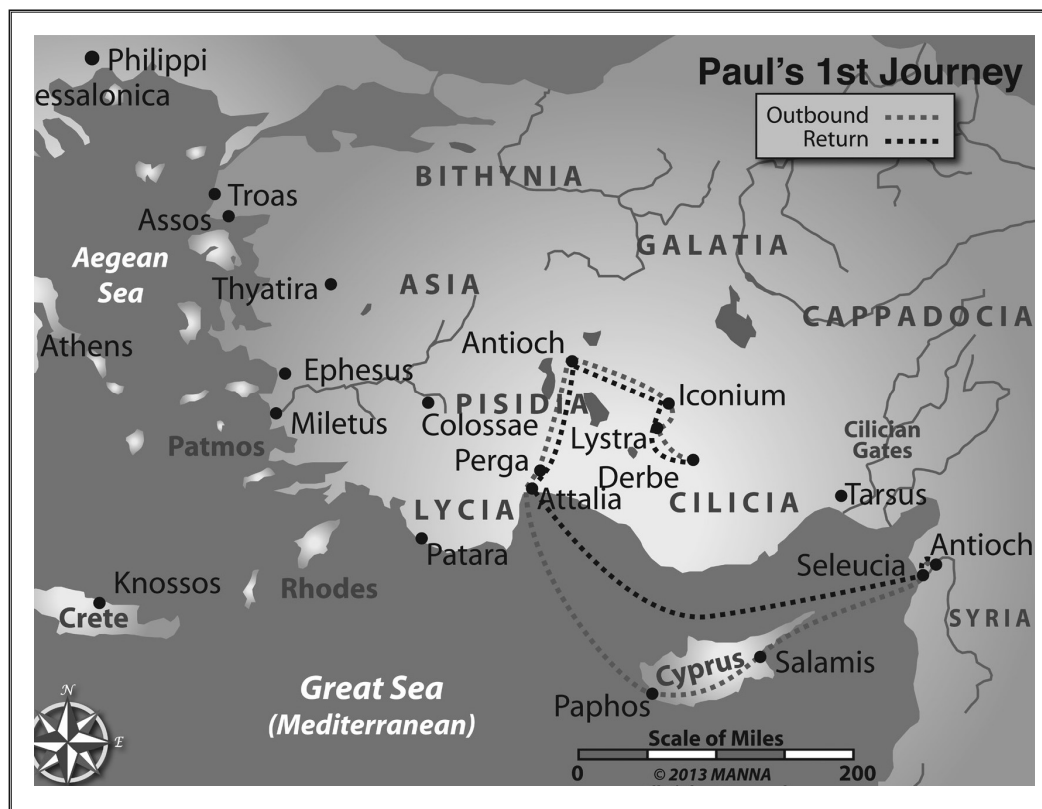 Philippi
essalonica
Paul's 1st Journey
Outbound
Return
BITHYNIA
Troas
Assos
GALATIA
Aegean
Sea
Thyatira
ASIA
CAPPADOCIA
Athens
Antioch
Ephesus
PISIDIA
Iconium
Miletus
Colossae
Lystra
Cilician
Gates
Patmos
Perga
Derbe
Attalia
LYCIA
CILICIA
Tarsus
Patara
Antioch
Seleucia
Knossos
Rhodes
Crete
SYRIA
Cyprus
Salamis
Great Sea
(Mediterranean)
Paphos
N
E
Scale of Miles
0
© 2013 MANNA
200